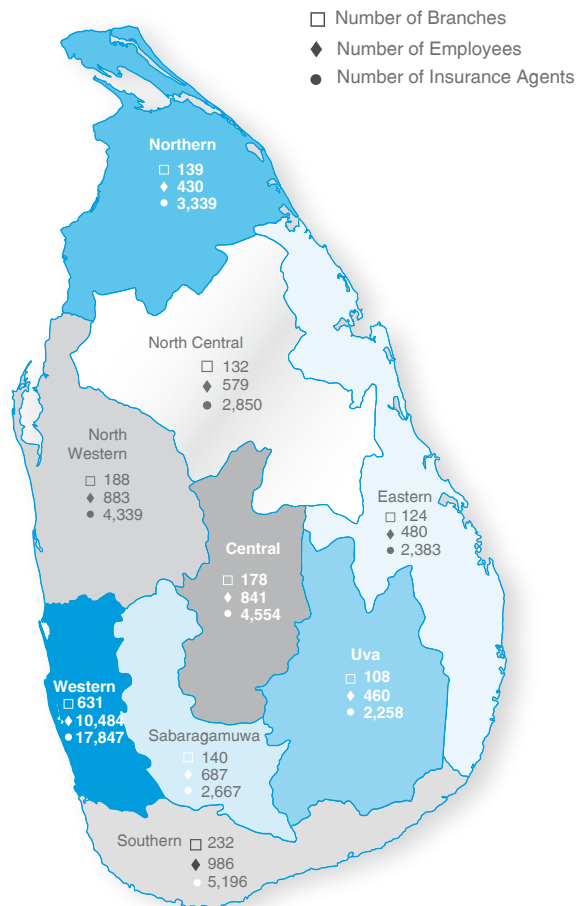 Number of Branches
Number of Employees
Number of Insurance Agents
Northern
139
430
3,339
North Central
132
579
2,850
North
Western
188
883
4,339
Eastern
124
480
2,383
Central
178
841
4,554
Uva
108
460
2,258
Western
631
10,484
17,847
Sabaragamuwa
140
687
2,667
Southern 232
986
5,196